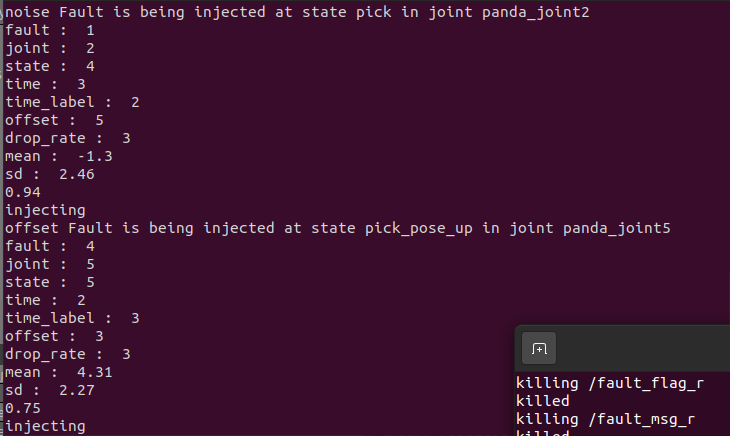 noise Fault is being injected at state pick in joint panda_joint2
fault :  1
joint :  2
state :  4
time :  3
time_label :  2
offset :  5
drop_rate :  3
mean :  -1.3
sd :  2.46
0.94
injecting
offset Fault is being injected at state pick_pose_up in joint panda_joint5
fault :  4
joint :  5
state :  5
time :  2
time_label :  3
offset :  3
drop_rate :  3
mean :  4.31
sd :  2.27
0.75
injecting
killing /fault_flag_r
killed
killing /fault_msg_r
killed